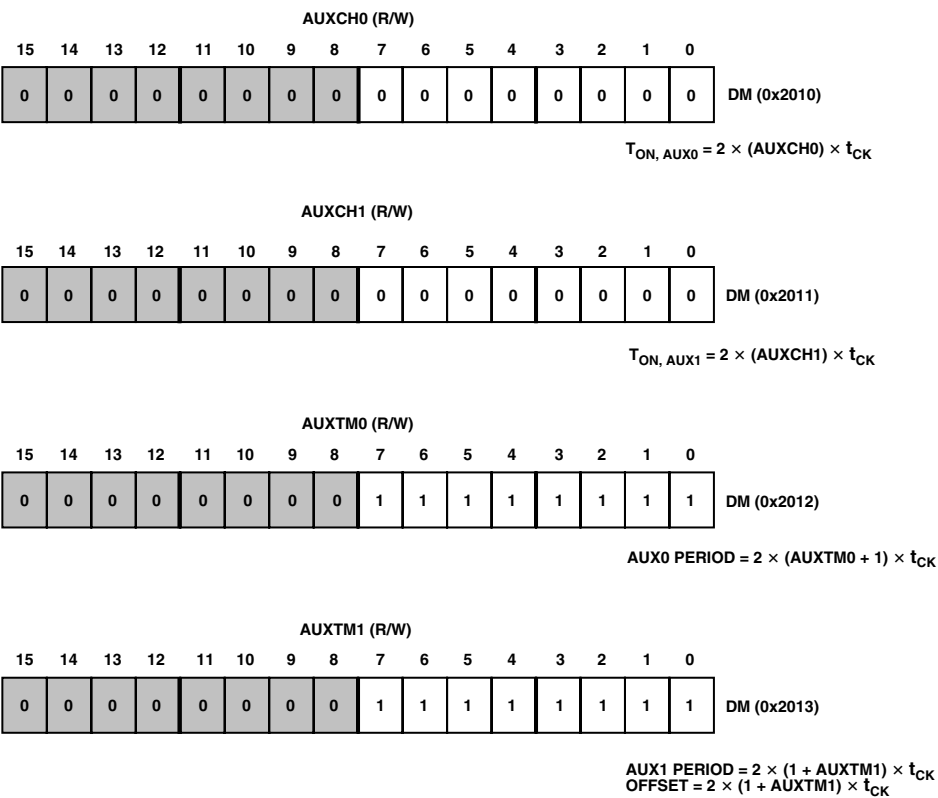 AUXCH0 (R/W)
15 14 13 12 11 10 9 8 7 6 5 4 3 2 1 0
0 0 0 0 0 0 0 0 0 0 0 0 0 0 0 0 DM (0x2010)
T_ON, AUX0 = 2 × (AUXCH0) × t_CK
AUXCH1 (R/W)
15 14 13 12 11 10 9 8 7 6 5 4 3 2 1 0
0 0 0 0 0 0 0 0 0 0 0 0 0 0 0 0 DM (0x2011)
T_ON, AUX1 = 2 × (AUXCH1) × t_CK
AUXTM0 (R/W)
15 14 13 12 11 10 9 8 7 6 5 4 3 2 1 0
0 0 0 0 0 0 0 0 1 1 1 1 1 1 1 1 DM (0x2012)
AUX0 PERIOD = 2 × (AUXTM0 + 1) × t_CK
AUXTM1 (R/W)
15 14 13 12 11 10 9 8 7 6 5 4 3 2 1 0
0 0 0 0 0 0 0 0 1 1 1 1 1 1 1 1 DM (0x2013)
AUX1 PERIOD = 2 × (1 + AUXTM1) × t_CK
OFFSET = 2 × (1 + AUXTM1) × t_CK